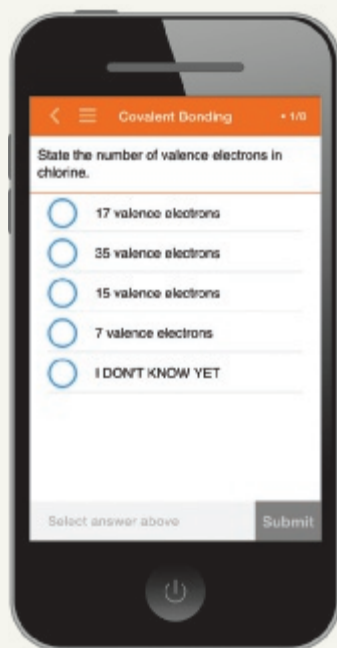 Covalent Bonding • 1/8
State the number of valence electrons in
chlorine.
17 valence electrons
35 valence electrons
15 valence electrons
7 valence electrons
I DON'T KNOW YET
Select answer above Submit